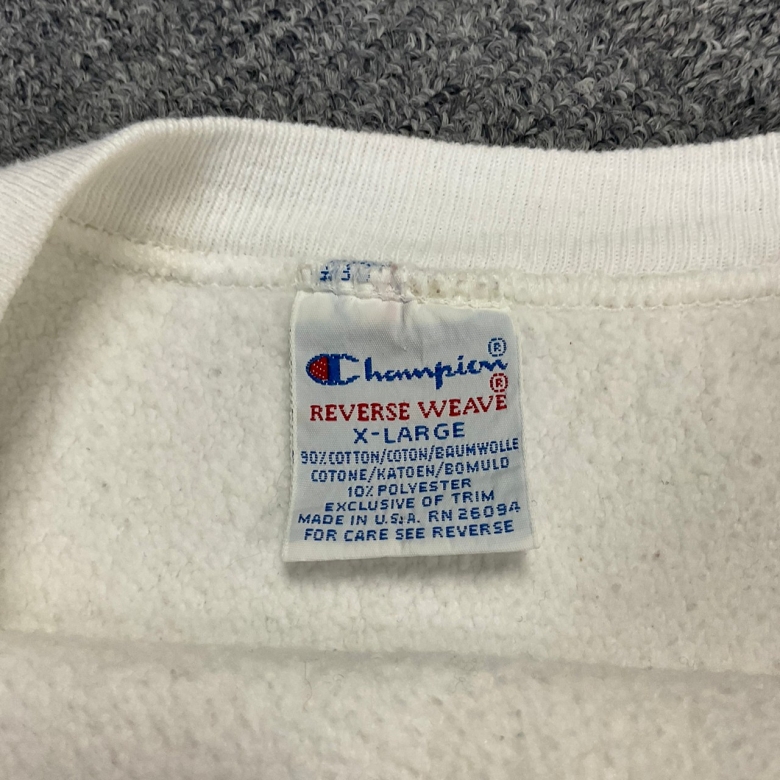 Champion®
REVERSE WEAVE®
X-LARGE
90% COTTON/COTON/BAUMWOLLE
COTONE/KATOEN/BOMULD
10% POLYESTER
EXCLUSIVE OF TRIM
MADE IN U.S.A. RN 26094
FOR CARE SEE REVERSE